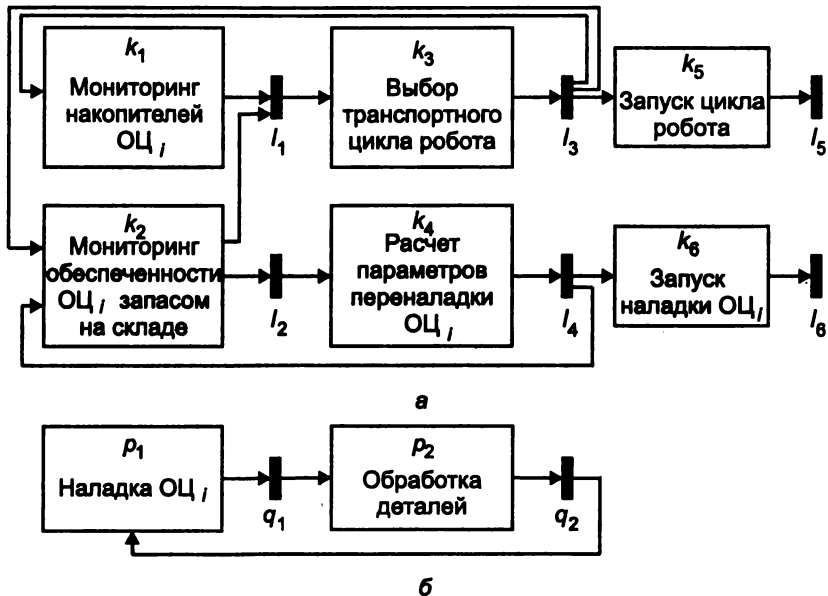 k1
Мониторинг
накопителей
ОЦ i
l1
k3
Выбор
транспортного
цикла робота
l3
k5
Запуск цикла
робота
l5
k2
Мониторинг
обеспеченности
ОЦ i запасом
на складе
l2
k4
Расчет
параметров
переналадки
ОЦ i
l4
k6
Запуск
наладки ОЦ i
l6
а
p1
Наладка ОЦ i
q1
p2
Обработка
деталей
q2
б